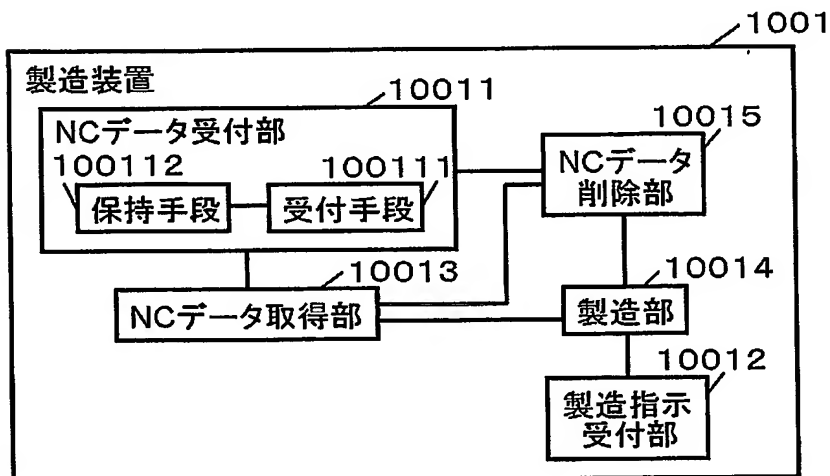 1001
製造装置
10011
NCデータ受付部
100112
100111
保持手段
受付手段
10015
NCデータ
削除部
10013
NCデータ取得部
10014
製造部
10012
製造指示
受付部